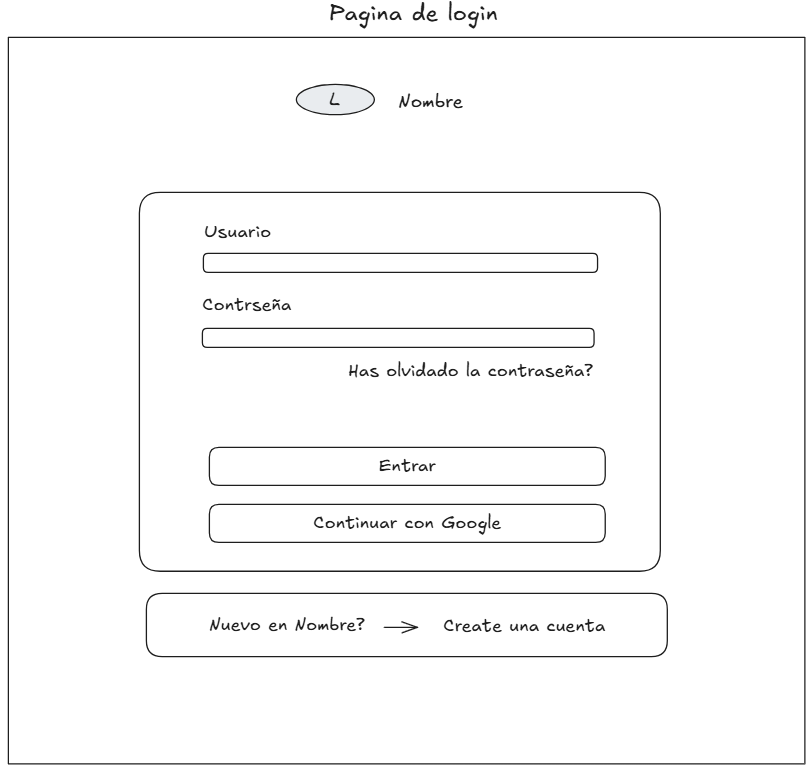 Pagina de login
L Nombre
Usuario
Contrseña
Has olvidado la contraseña?
Entrar
Continuar con Google
Nuevo en Nombre? → Create una cuenta